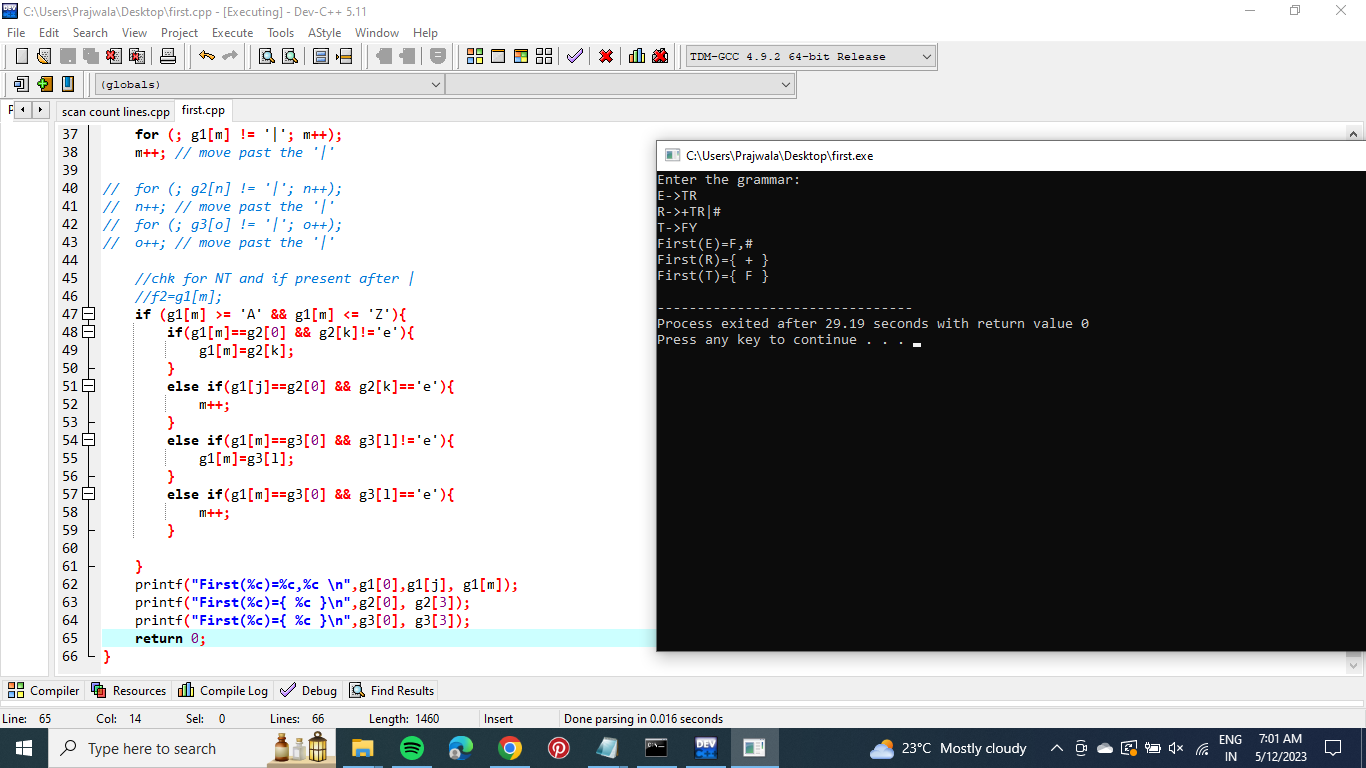 C:\Users\Prajwala\Desktop\first.cpp - [Executing] - Dev-C++ 5.11
File Edit Search View Project Execute Tools AStyle Window Help
TDM-GCC 4.9.2 64-bit Release
(globals)
scan count lines.cpp first.cpp
37 for (; g1[m] != '|'; m++);
38 m++; // move past the '|'
39
40 // for (; g2[n] != '|'; n++);
41 // n++; // move past the '|'
42 // for (; g3[o] != '|'; o++);
43 // o++; // move past the '|'
44
45 //chk for NT and if present after |
46 //f2=g1[m];
47 if (g1[m] >= 'A' && g1[m] <= 'Z'){
48 if(g1[m]==g2[0] && g2[k]!='e'){
49 g1[m]=g2[k];
50 }
51 else if(g1[j]==g2[0] && g2[k]=='e'){
52 m++;
53 }
54 else if(g1[m]==g3[0] && g3[l]!='e'){
55 g1[m]=g3[l];
56 }
57 else if(g1[m]==g3[0] && g3[l]=='e'){
58 m++;
59 }
60
61 }
62 printf("First(%c)=%c,%c \n",g1[0],g1[j], g1[m]);
63 printf("First(%c)={ %c }\n",g2[0], g2[3]);
64 printf("First(%c)={ %c }\n",g3[0], g3[3]);
65 return 0;
66 }
C:\Users\Prajwala\Desktop\first.exe
Enter the grammar:
E->TR
R->+TR|#
T->FY
First(E)=F,#
First(R)={ + }
First(T)={ F }
--------------------------------
Process exited after 29.19 seconds with return value 0
Press any key to continue . . .
Compiler Resources Compile Log Debug Find Results
Line: 65 Col: 14 Sel: 0 Lines: 66 Length: 1460 Insert Done parsing in 0.016 seconds
Type here to search
DEV
23°C Mostly cloudy
ENG
IN
7:01 AM
5/12/2023